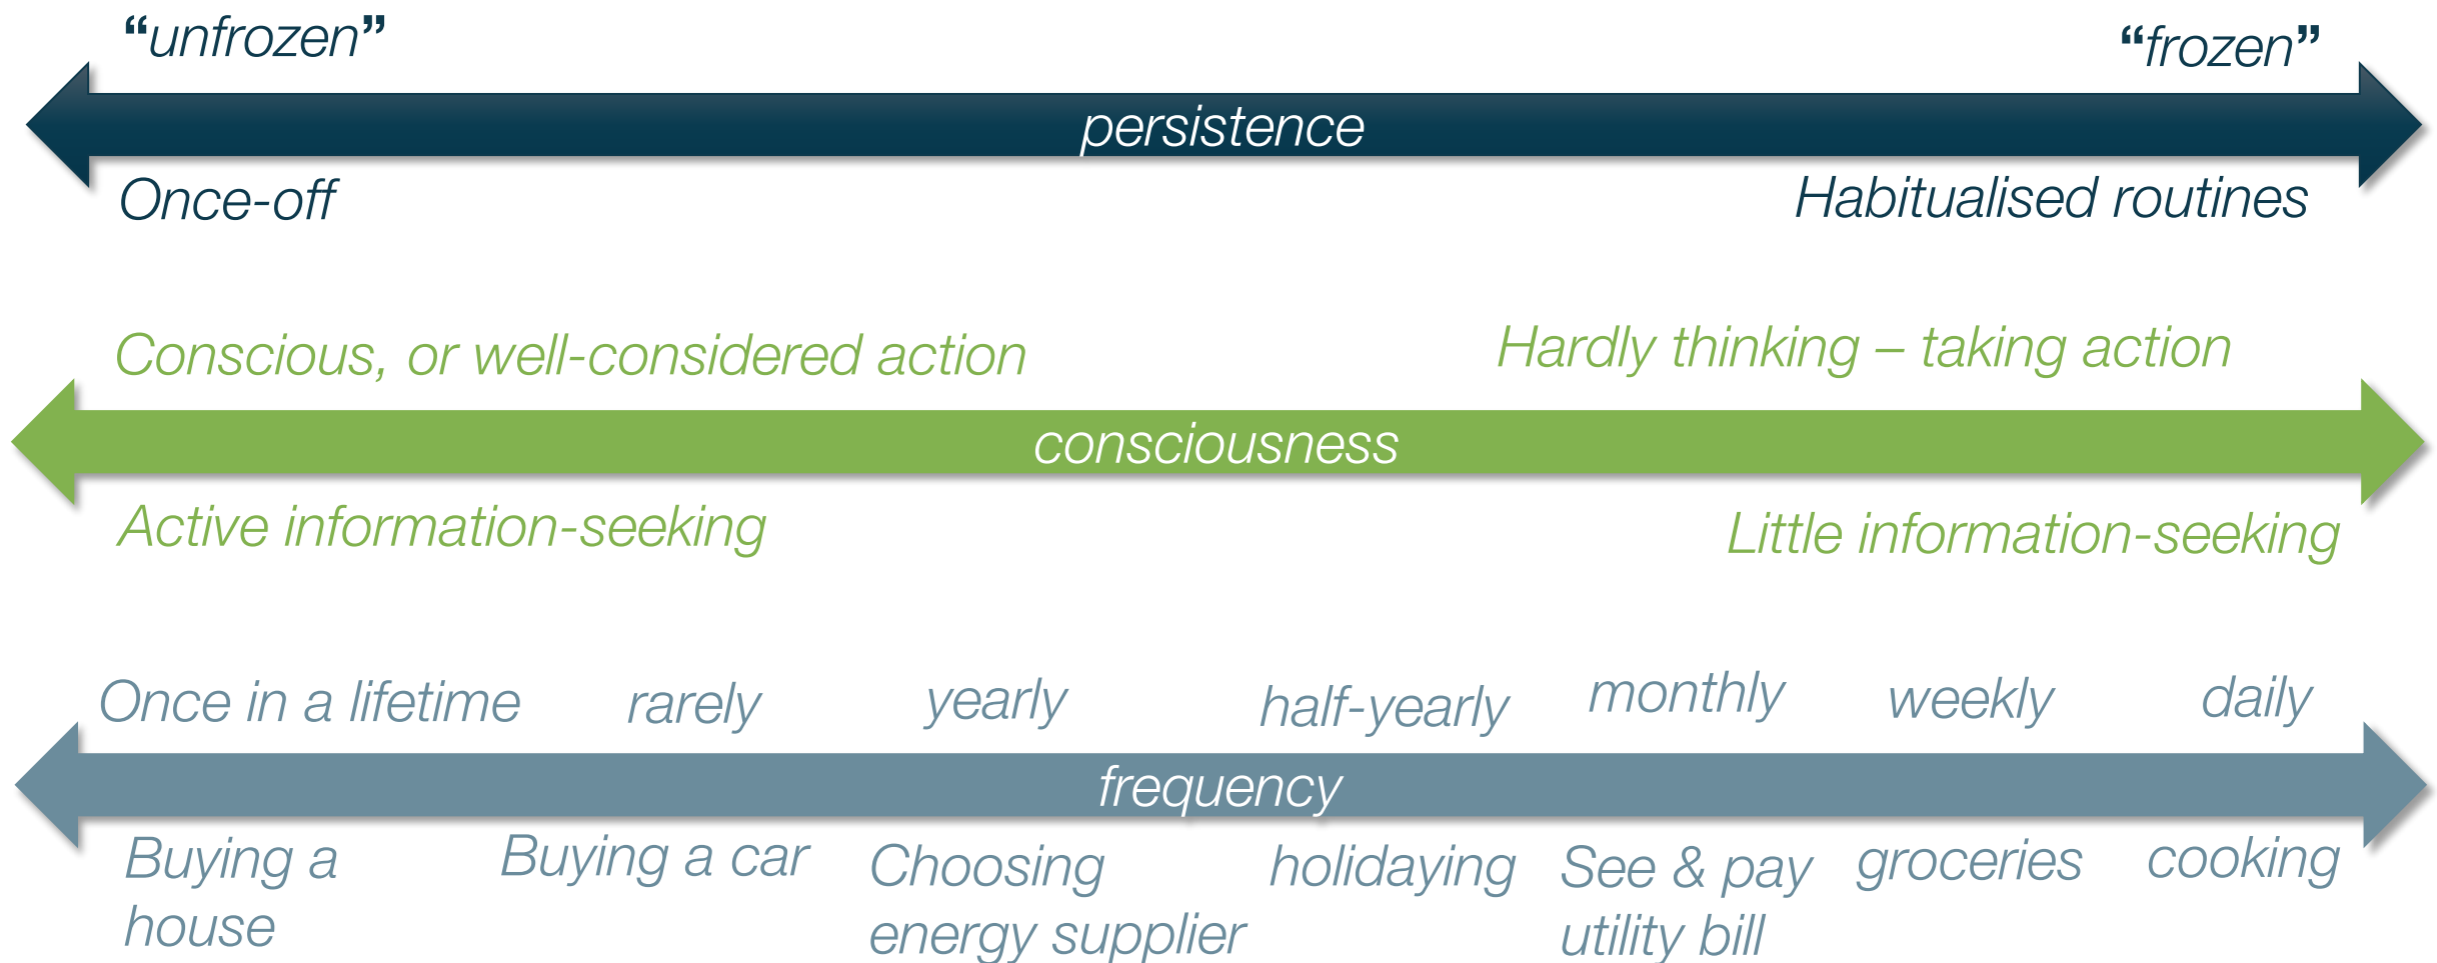 “unfrozen”
“frozen”
persistence
Once-off
Habitualised routines
Conscious, or well-considered action
Hardly thinking – taking action
consciousness
Active information-seeking
Little information-seeking
Once in a lifetime
rarely
yearly
half-yearly
monthly
weekly
daily
frequency
Buying a
house
Buying a car
Choosing
energy supplier
holidaying
See & pay
utility bill
groceries
cooking